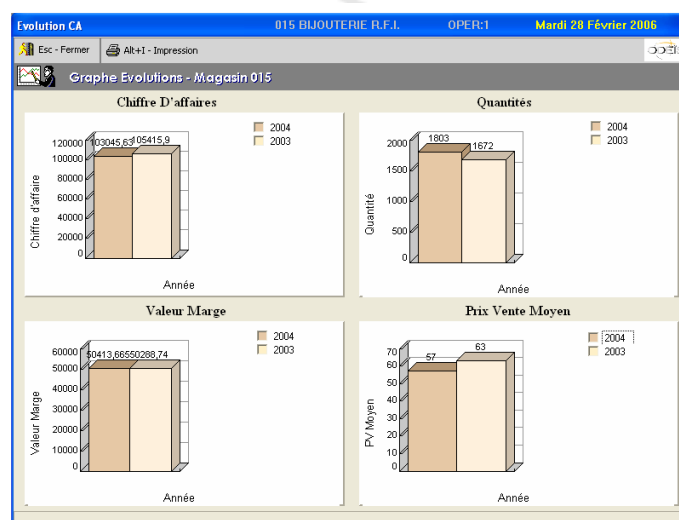 Evolution CA 015 BIJOUTERIE R.F.I. OPER:1 Mardi 28 Février 2006
Esc - Fermer Alt+I - Impression
Graphe Evolutions - Magasin 015
Chiffre D'affaires
2004
2003
103045,63 105415,9
120000
100000
80000
60000
40000
20000
0
Chiffre d'affaire
Année
Quantités
2004
2003
1803
1672
2000
1500
1000
500
0
Quantité
Année
Valeur Marge
2004
2003
50413,66550288,74
60000
50000
40000
30000
20000
10000
0
Valeur Marge
Année
Prix Vente Moyen
2004
2003
57
63
70
60
50
40
30
20
10
0
PV Moyen
Année